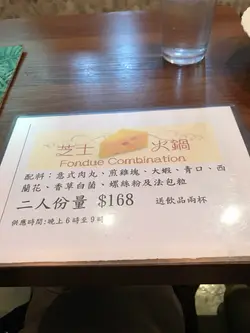 芝士火鍋
Fondue Combination
配料：意式肉丸、煎雞塊、大蝦、青口、西
蘭花、香草白菌、螺絲粉及法包粒
二人份量 $168 送飲品兩杯
供應時間:晚上6時至9時